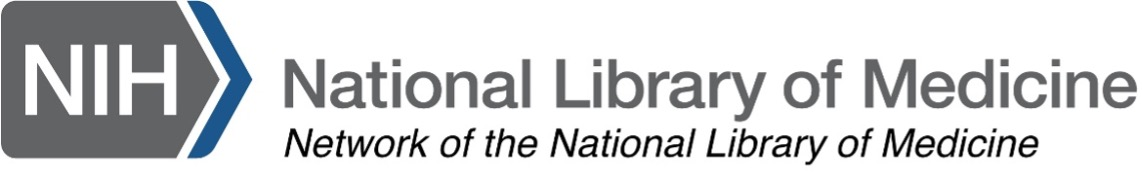 NIH National Library of Medicine
Network of the National Library of Medicine